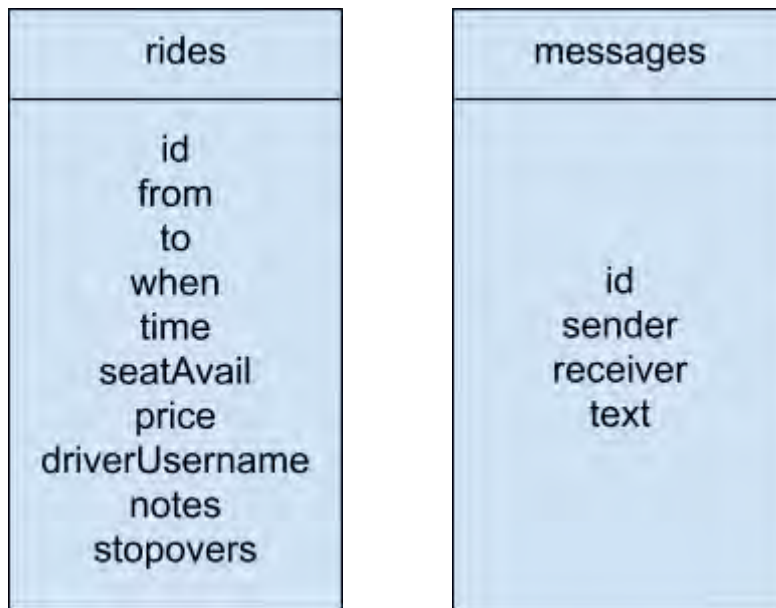 rides
id
from
to
when
time
seatAvail
price
driverUsername
notes
stopovers
messages
id
sender
receiver
text